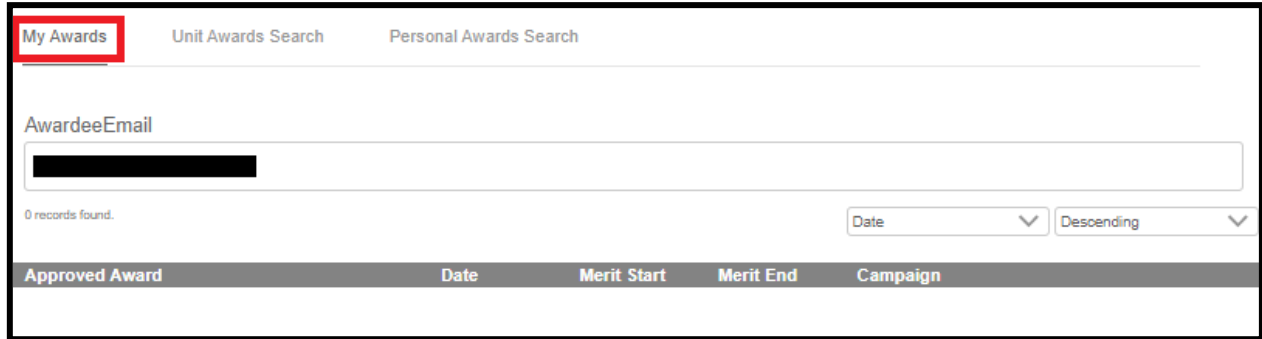 My Awards Unit Awards Search Personal Awards Search
AwardeeEmail
0 records found.
Date Descending
Approved Award Date Merit Start Merit End Campaign